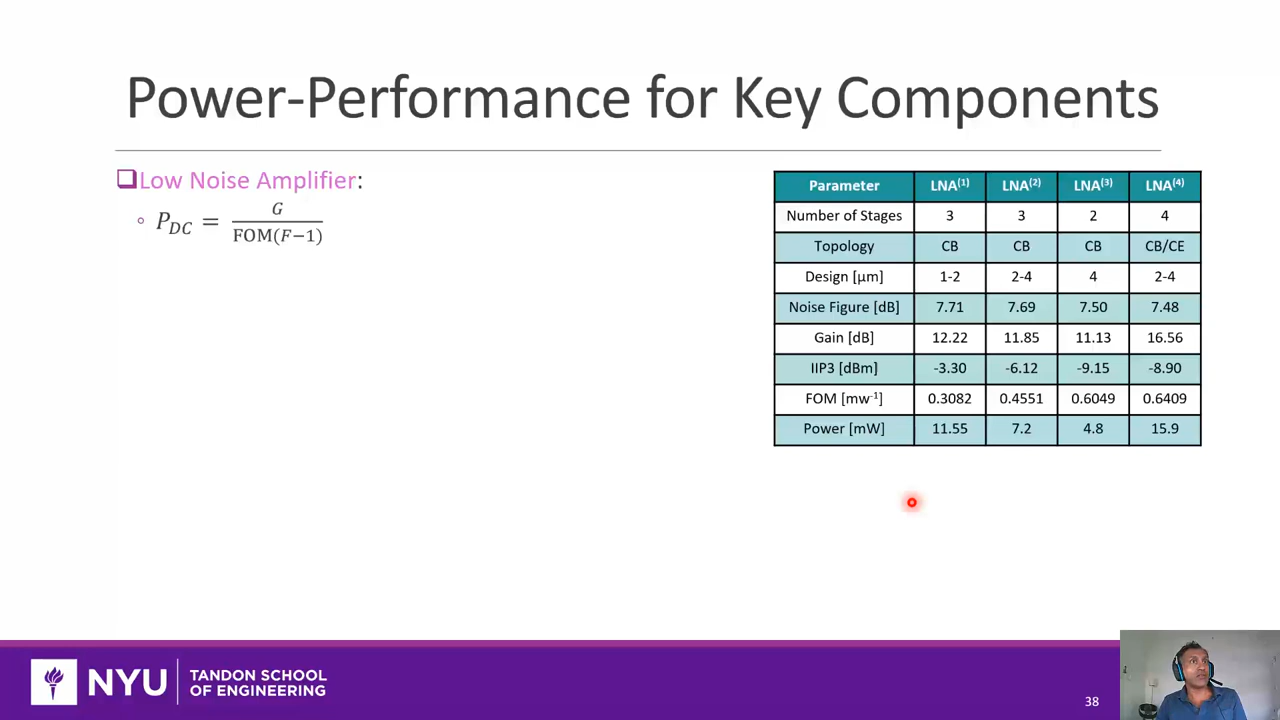 Power-Performance for Key Components
Low Noise Amplifier:
P_DC = G / FOM(F−1)
Parameter LNA(1) LNA(2) LNA(3) LNA(4)
Number of Stages 3 3 2 4
Topology CB CB CB CB/CE
Design [µm] 1-2 2-4 4 2-4
Noise Figure [dB] 7.71 7.69 7.50 7.48
Gain [dB] 12.22 11.85 11.13 16.56
IIP3 [dBm] -3.30 -6.12 -9.15 -8.90
FOM [mw-1] 0.3082 0.4551 0.6049 0.6409
Power [mW] 11.55 7.2 4.8 15.9
NYU
TANDON SCHOOL
OF ENGINEERING
38